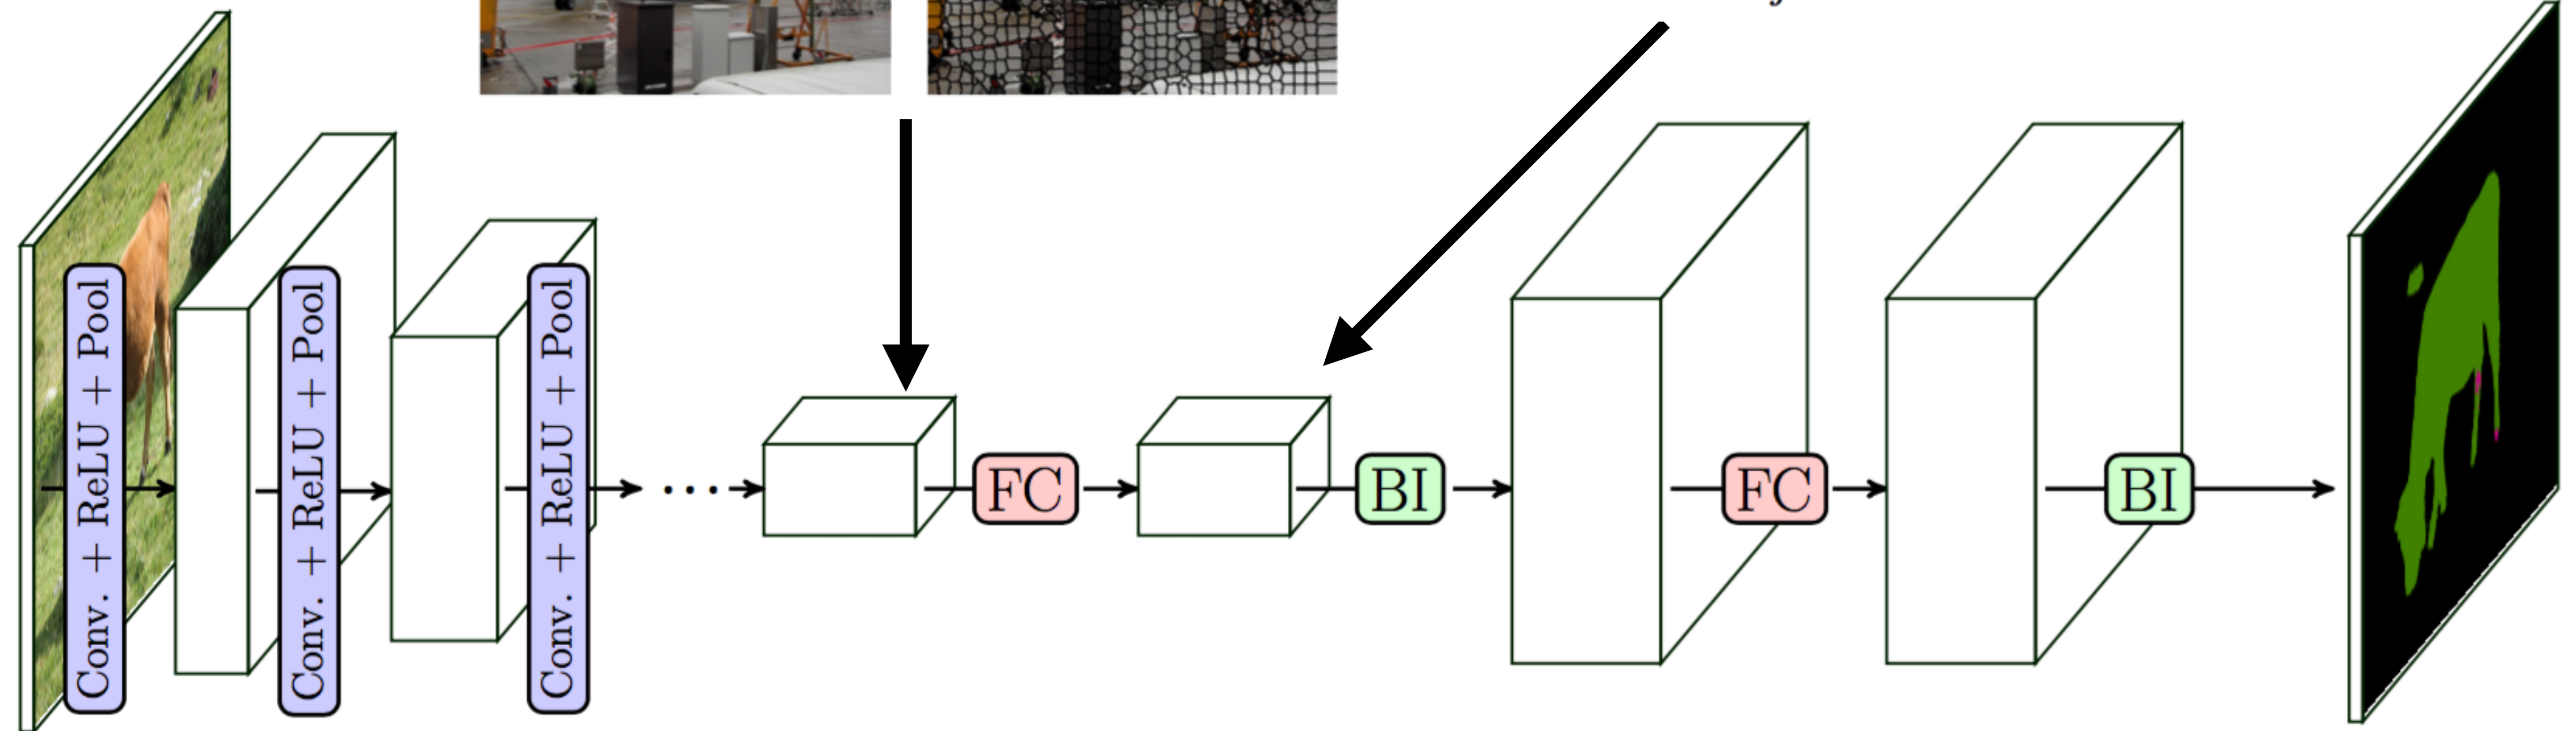 Conv. + ReLU + Pool
Conv. + ReLU + Pool
Conv. + ReLU + Pool
...
FC
BI
FC
BI